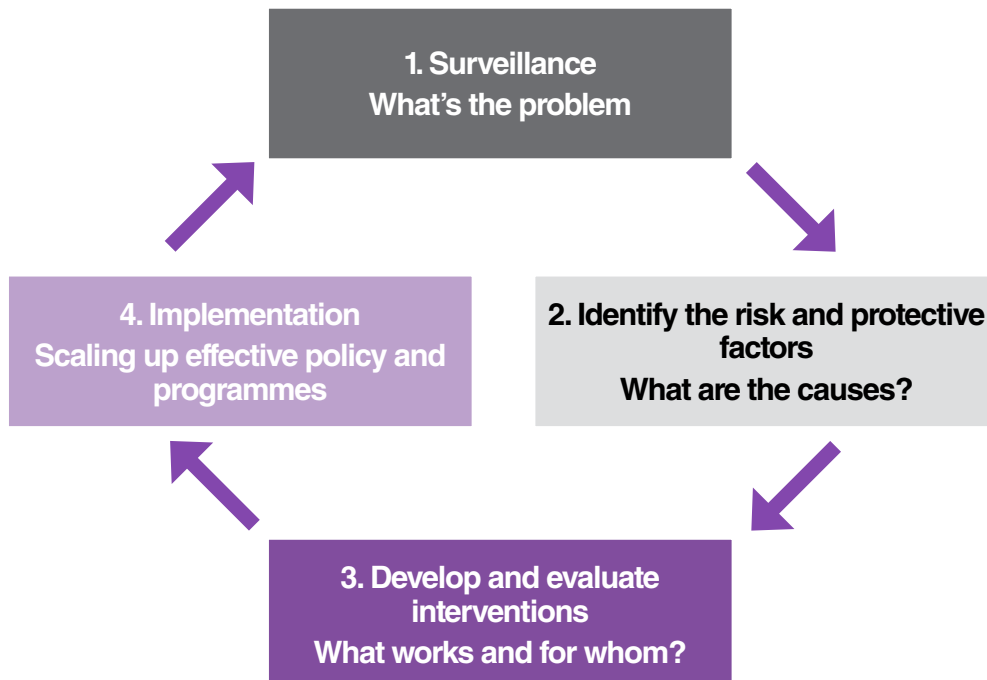 1. Surveillance
What's the problem
2. Identify the risk and protective
factors
What are the causes?
3. Develop and evaluate
interventions
What works and for whom?
4. Implementation
Scaling up effective policy and
programmes